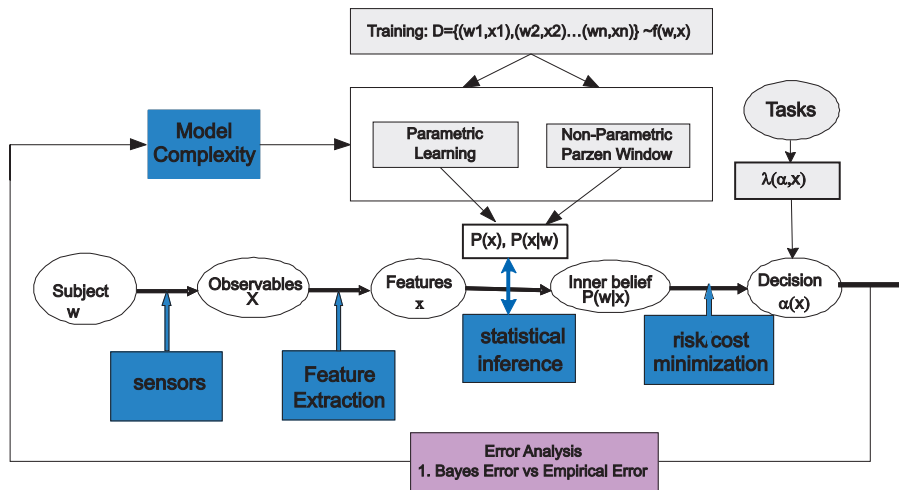 Training: D={(w1,x1),(w2,x2)…(wn,xn)} ~f(w,x)
Tasks
Model
Complexity
Parametric
Learning
Non-Parametric
Parzen Window
λ(α,x)
P(x), P(x|w)
Subject
w
Observables
X
Features
x
Inner belief
P(w|x)
Decision
α(x)
sensors
Feature
Extraction
statistical
inference
risk/cost
minimization
Error Analysis
1. Bayes Error vs Empirical Error